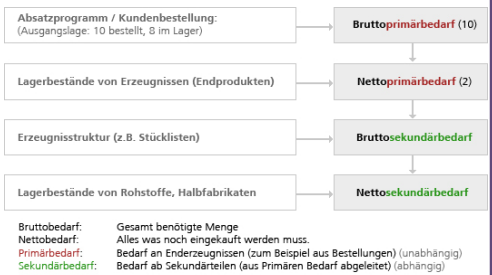 Absatzprogramm / Kundenbestellung:
(Ausgangslage: 10 bestellt, 8 im Lager)
Bruttoprimärbedarf (10)
Lagerbestände von Erzeugnissen (Endprodukten)
Nettoprimärbedarf (2)
Erzeugnisstruktur (z.B. Stücklisten)
Bruttosekundärbedarf
Lagerbestände von Rohstoffe, Halbfabrikaten
Nettosekundärbedarf
Bruttobedarf: Gesamt benötigte Menge
Nettobedarf: Alles was noch eingekauft werden muss.
Primärbedarf: Bedarf an Enderzeugnissen (zum Beispiel aus Bestellungen) (unabhängig)
Sekundärbedarf: Bedarf ab Sekundärteilen (aus Primären Bedarf abgeleitet) (abhängig)